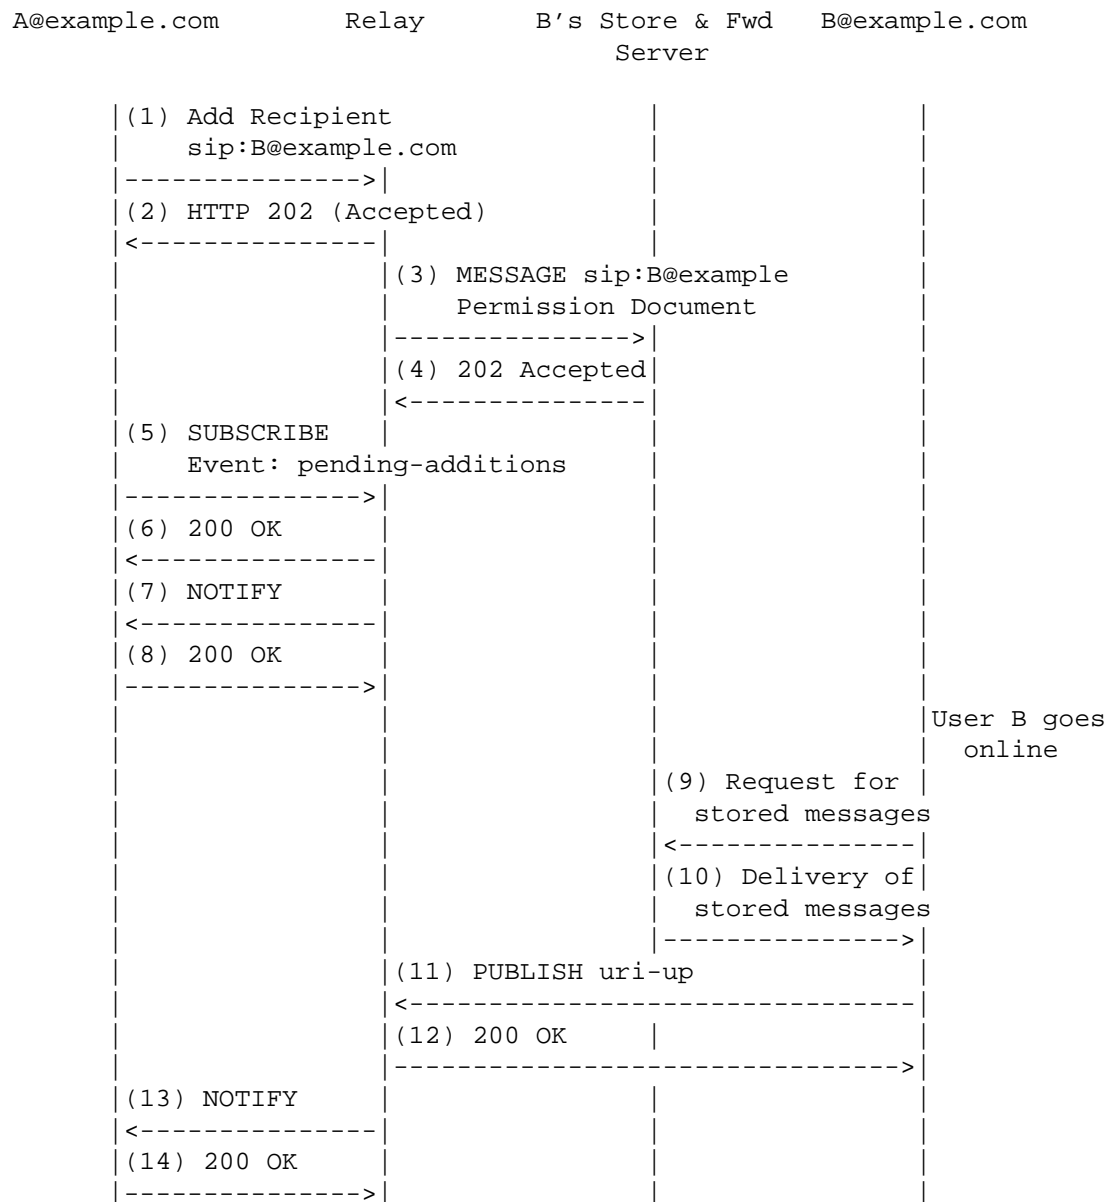 A@example.com Relay B's Store & Fwd B@example.com
Server
(1) Add Recipient
sip:B@example.com
(2) HTTP 202 (Accepted)
(3) MESSAGE sip:B@example
Permission Document
(4) 202 Accepted
(5) SUBSCRIBE
Event: pending-additions
(6) 200 OK
(7) NOTIFY
(8) 200 OK
User B goes
online
(9) Request for
stored messages
(10) Delivery of
stored messages
(11) PUBLISH uri-up
(12) 200 OK
(13) NOTIFY
(14) 200 OK